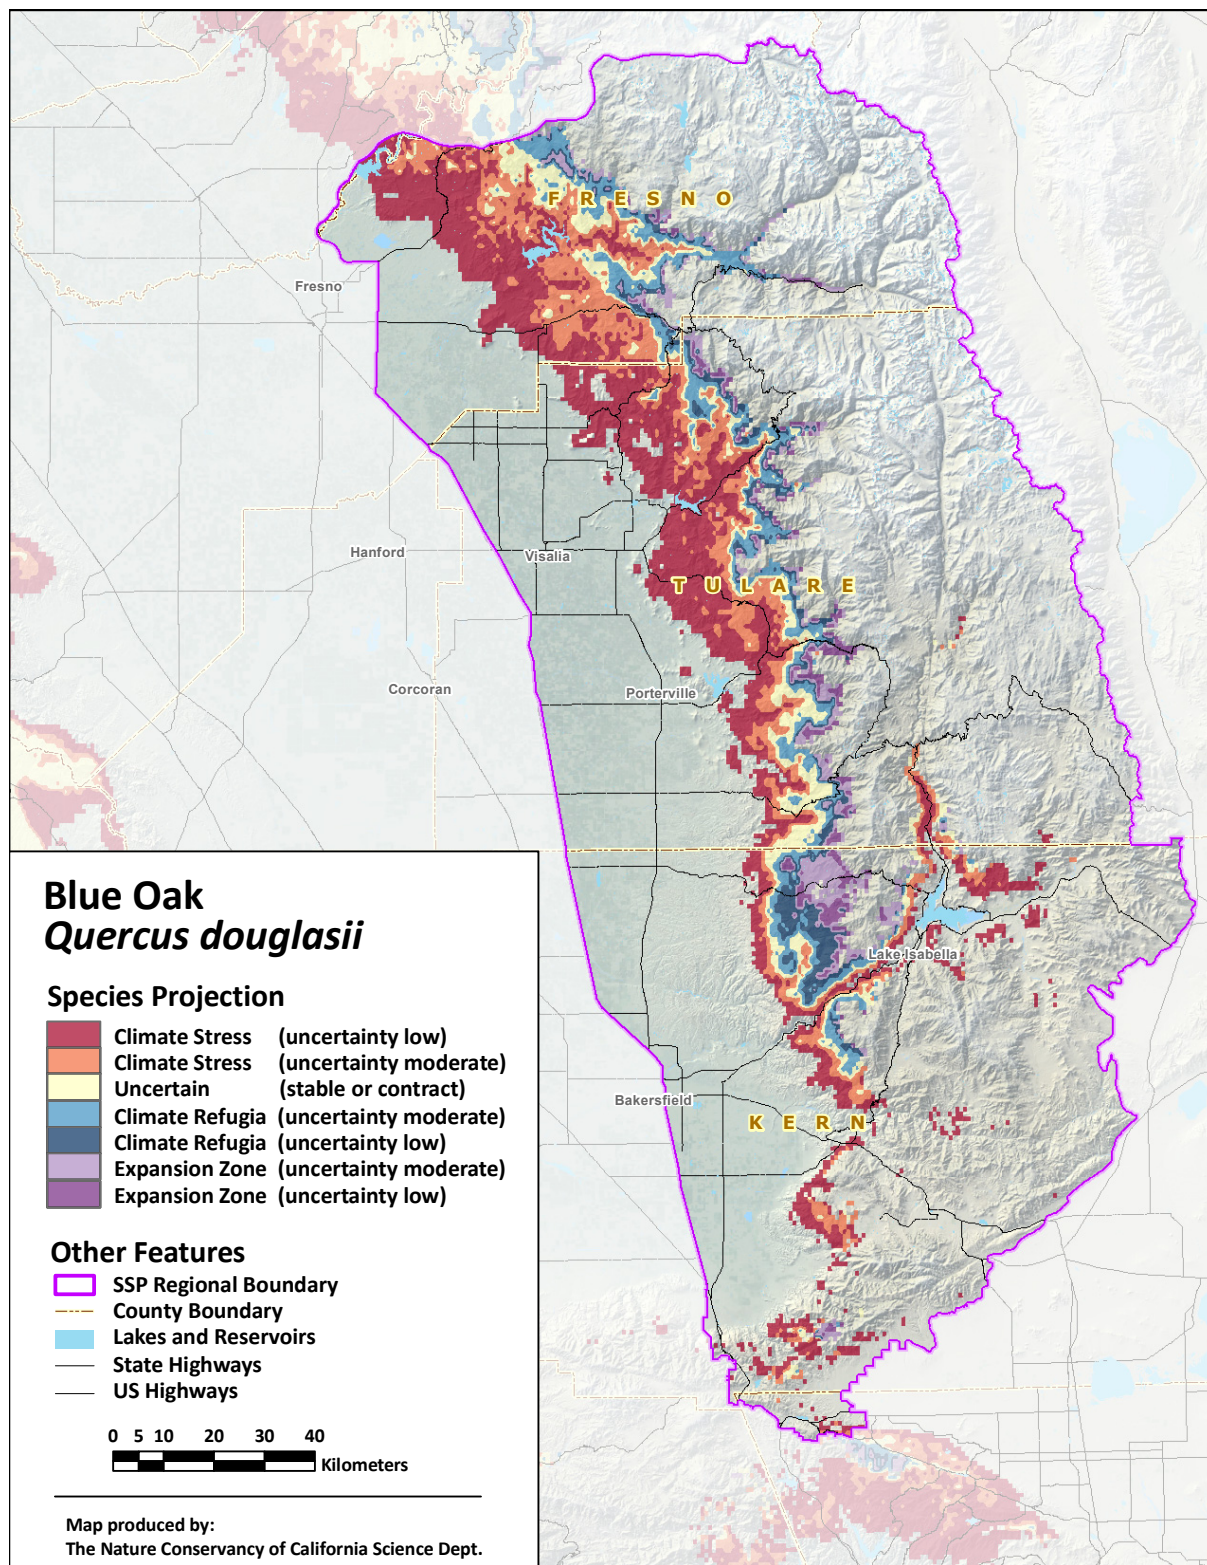 FRESNO
Fresno
Hanford
Visalia
TULARE
Corcoran
Porterville
Lake Isabella
Bakersfield
KERN
Blue Oak
Quercus douglasii
Species Projection
Climate Stress (uncertainty low)
Climate Stress (uncertainty moderate)
Uncertain (stable or contract)
Climate Refugia (uncertainty moderate)
Climate Refugia (uncertainty low)
Expansion Zone (uncertainty moderate)
Expansion Zone (uncertainty low)
Other Features
SSP Regional Boundary
County Boundary
Lakes and Reservoirs
State Highways
US Highways
0 5 10 20 30 40
Kilometers
Map produced by:
The Nature Conservancy of California Science Dept.